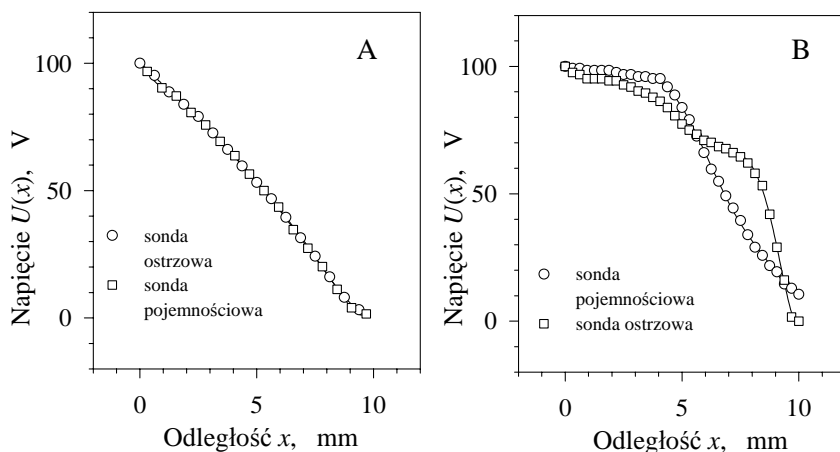 A
Napięcie U(x), V
100
50
0
sonda
ostrzowa
sonda
pojemnościowa
0 5 10
Odległość x, mm
B
Napięcie U(x), V
100
50
0
sonda
pojemnościowa
sonda ostrzowa
0 5 10
Odległość x, mm